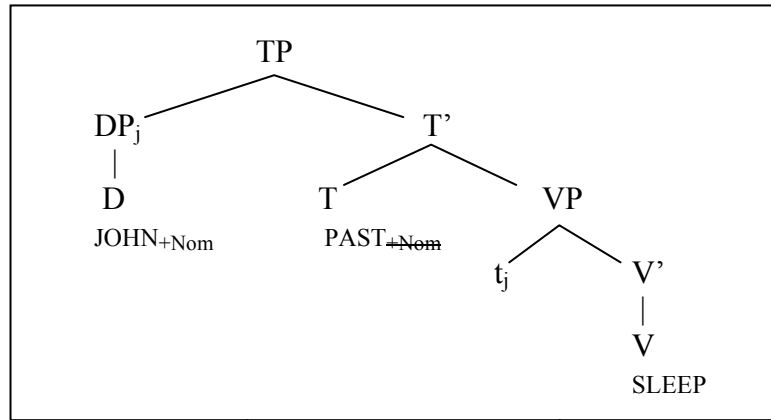 TP
DPj T’
D T VP
JOHN+Nom PAST+Nom
tj V’
V
SLEEP